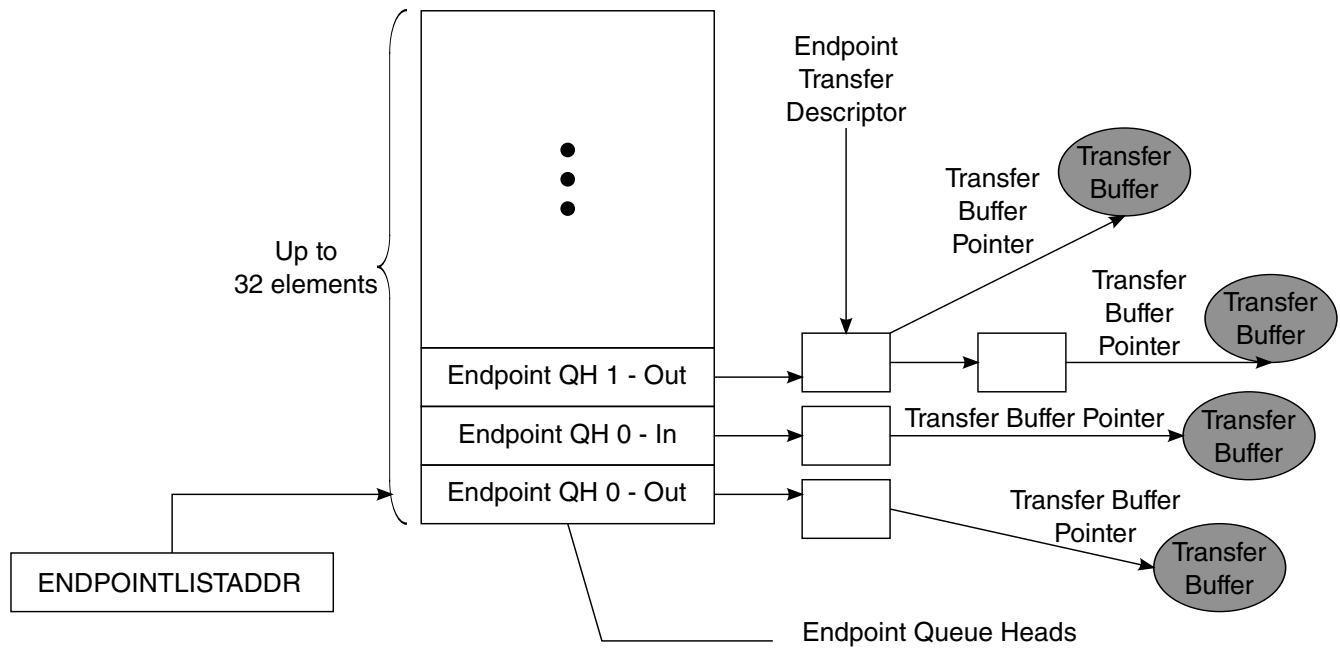 Endpoint
Transfer
Descriptor
Transfer
Buffer
Transfer
Buffer
Pointer
Up to
32 elements
Transfer
Buffer
Pointer
Transfer
Buffer
Endpoint QH 1 - Out
Endpoint QH 0 - In
Transfer Buffer Pointer
Transfer
Buffer
Endpoint QH 0 - Out
Transfer Buffer
Pointer
Transfer
Buffer
ENDPOINTLISTADDR
Endpoint Queue Heads